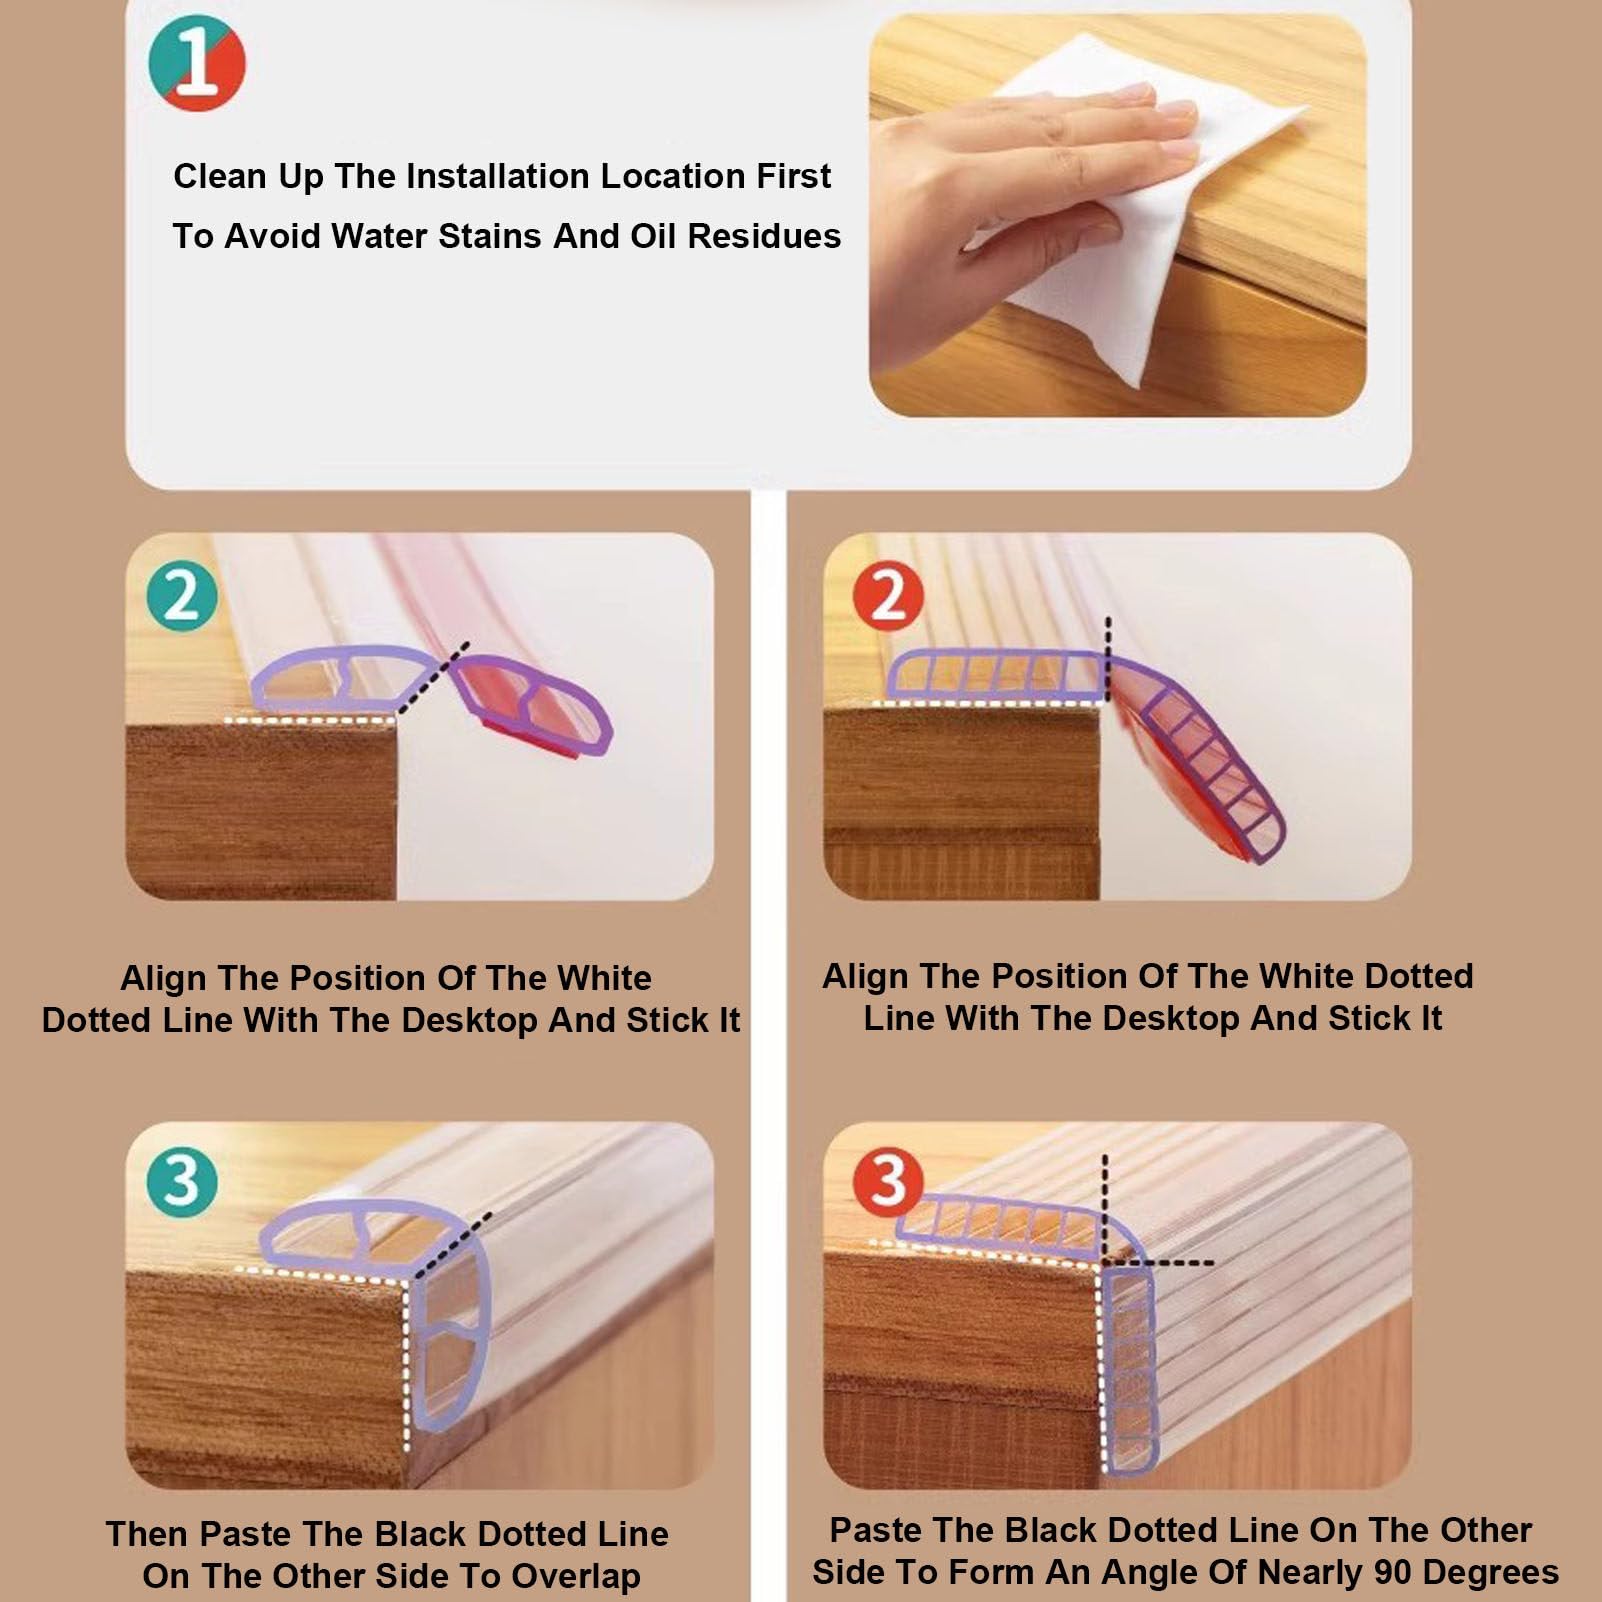 1
Clean Up The Installation Location First
To Avoid Water Stains And Oil Residues
2
Align The Position Of The White
Dotted Line With The Desktop And Stick It
3
Then Paste The Black Dotted Line
On The Other Side To Overlap
2
Align The Position Of The White Dotted
Line With The Desktop And Stick It
3
Paste The Black Dotted Line On The Other
Side To Form An Angle Of Nearly 90 Degrees